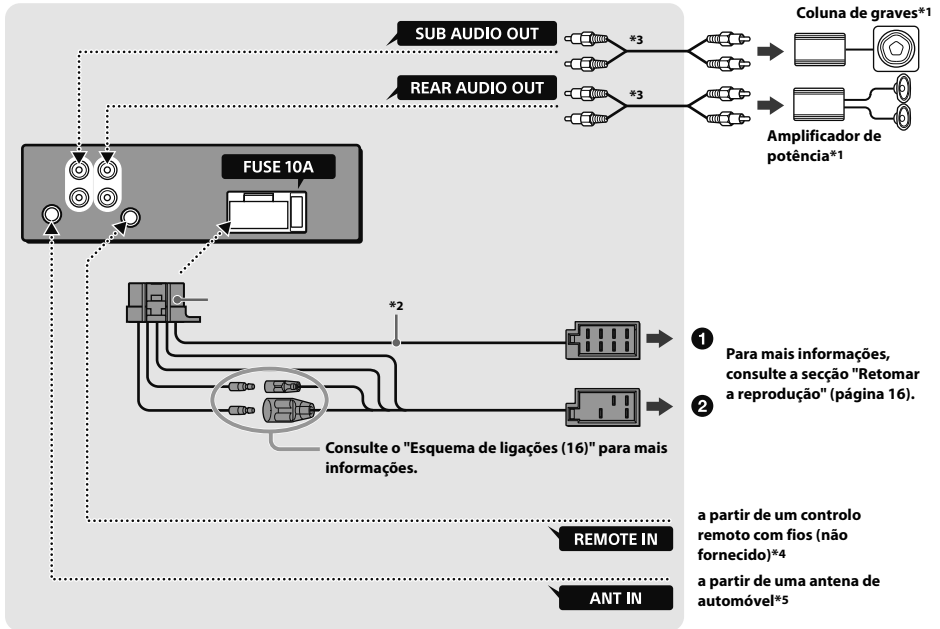 Coluna de graves*1
SUB AUDIO OUT
*3
REAR AUDIO OUT
*3
Amplificador de
potência*1
FUSE 10A
*2
❶
Para mais informações,
consulte a secção "Retomar
a reprodução" (página 16).
❷
Consulte o "Esquema de ligações (16)" para mais
informações.
a partir de um controlo
remoto com fios (não
fornecido)*4
REMOTE IN
a partir de uma antena de
automóvel*5
ANT IN